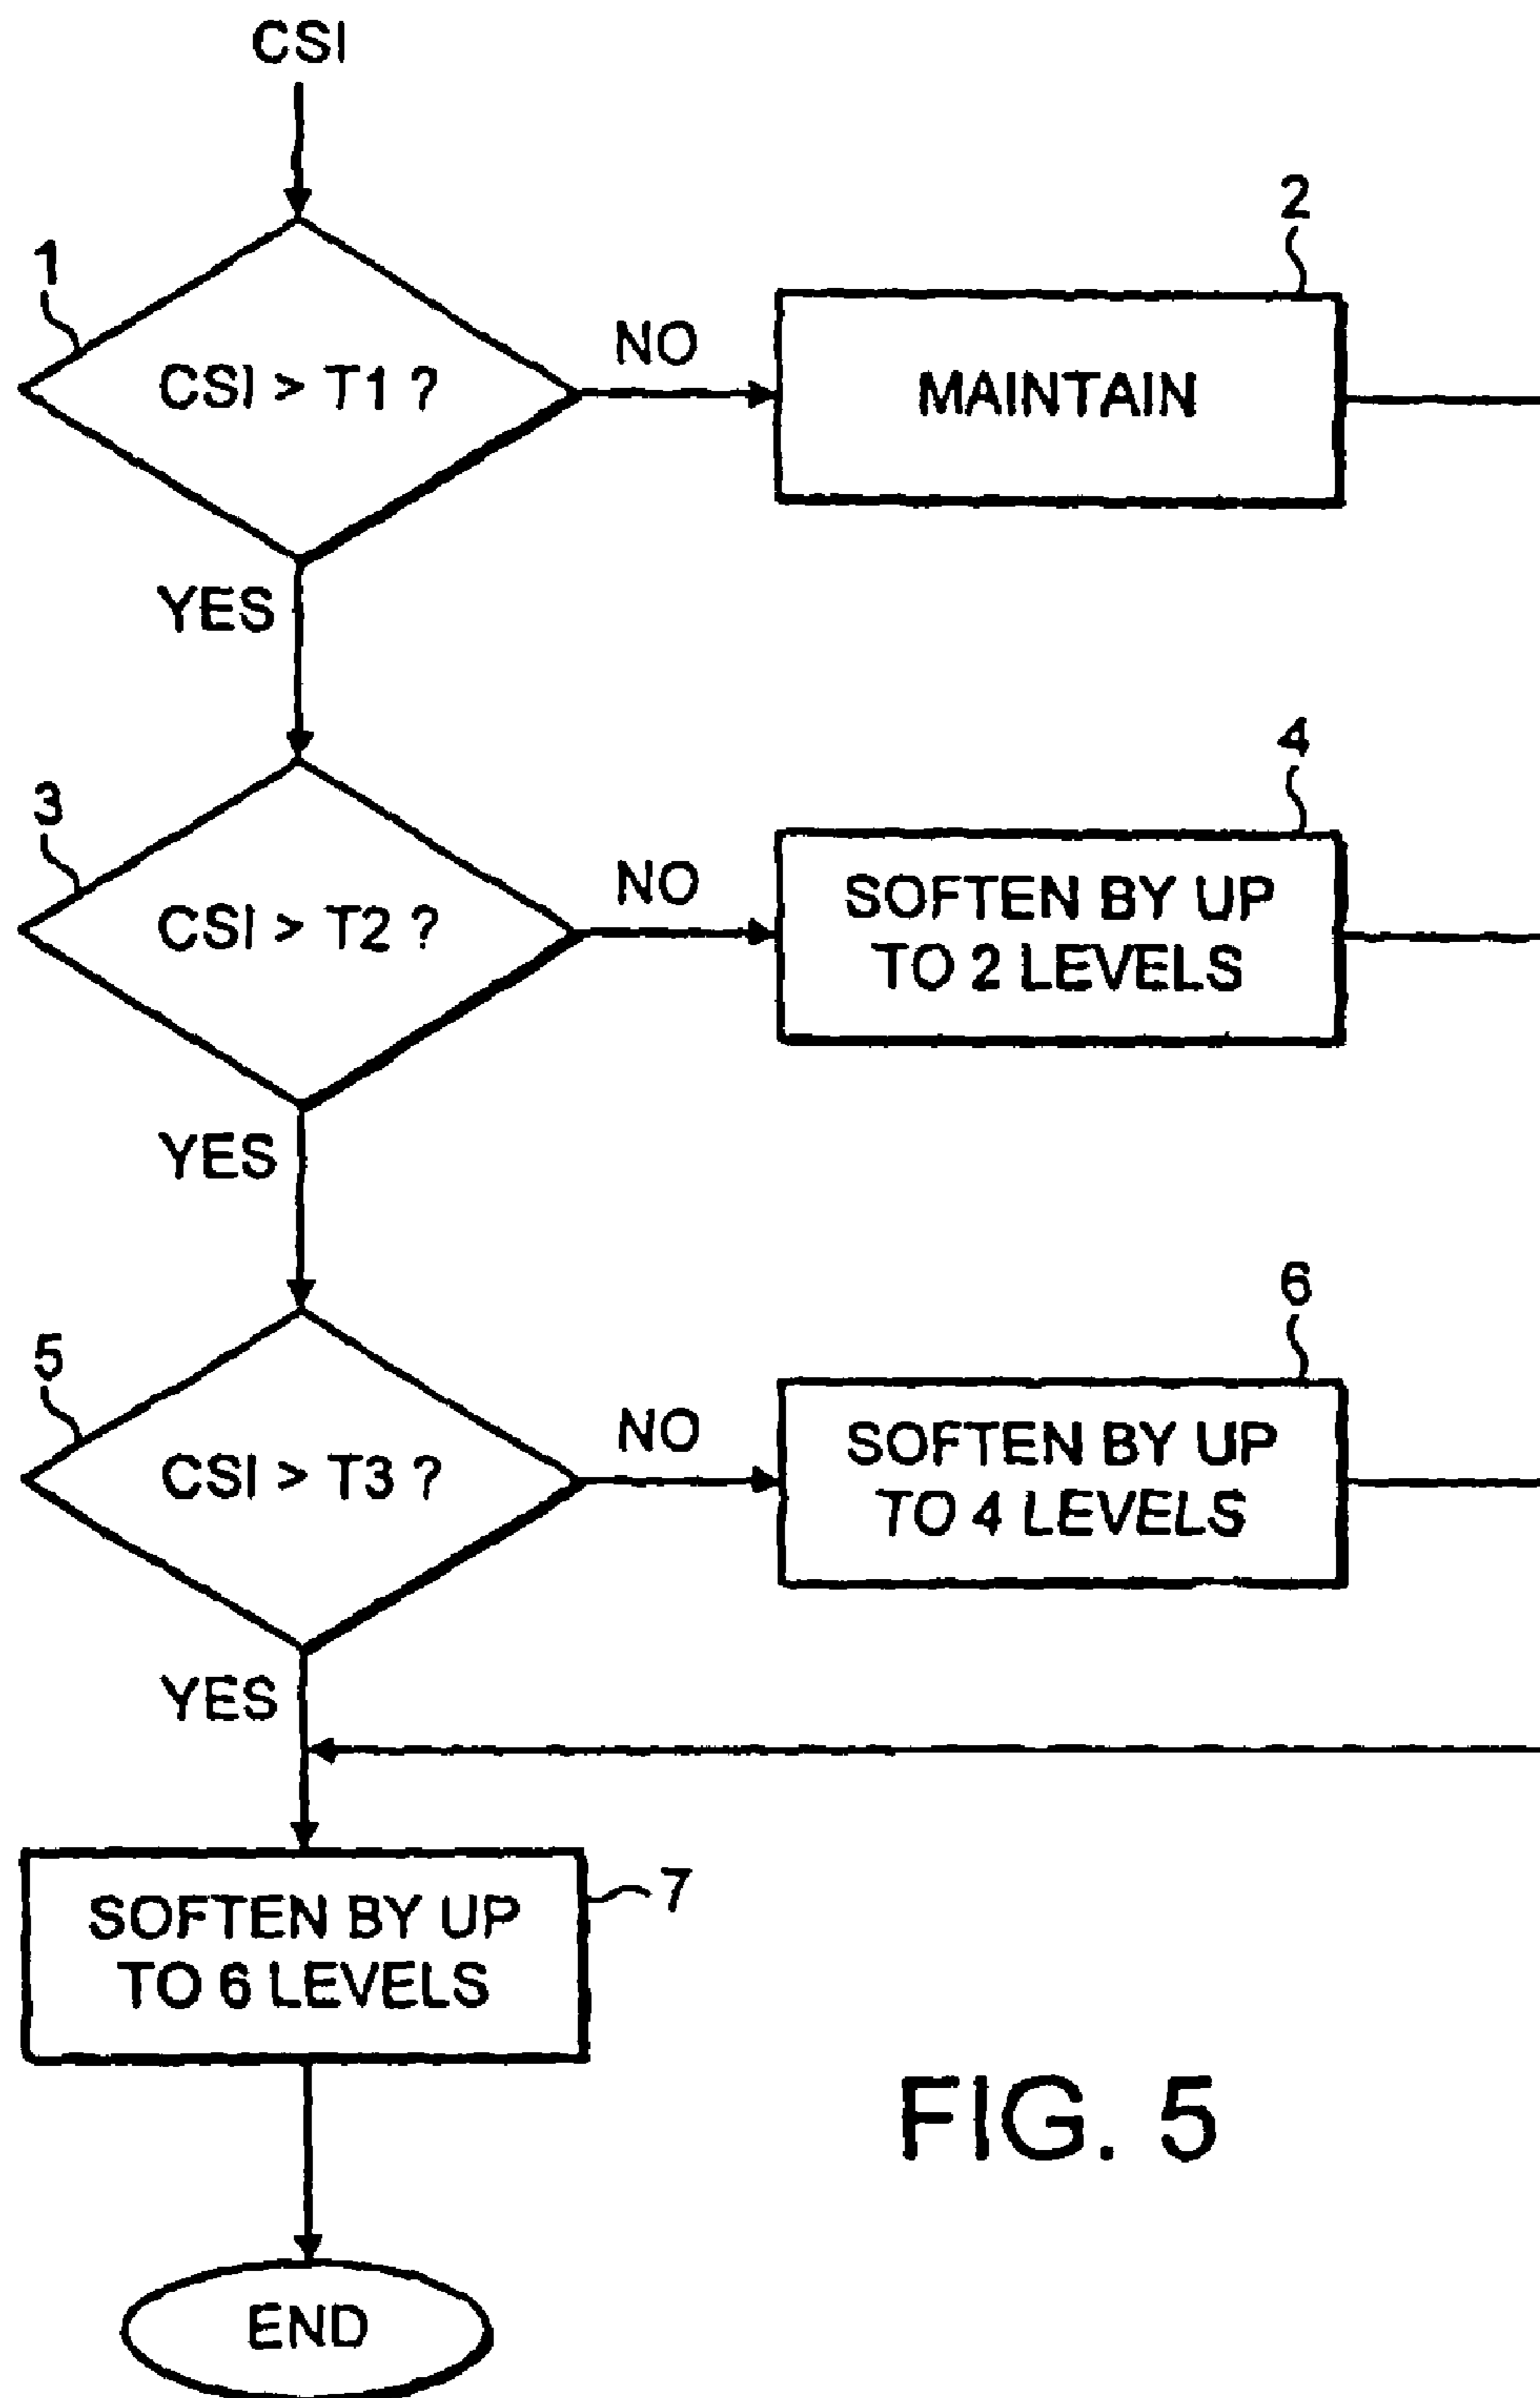 CSI
1
CSI > T1 ?
NO
2
MAINTAIN
YES
3
CSI > T2 ?
NO
4
SOFTEN BY UP
TO 2 LEVELS
YES
5
CSI > T3 ?
NO
6
SOFTEN BY UP
TO 4 LEVELS
YES
SOFTEN BY UP
TO 6 LEVELS
7
END
FIG. 5